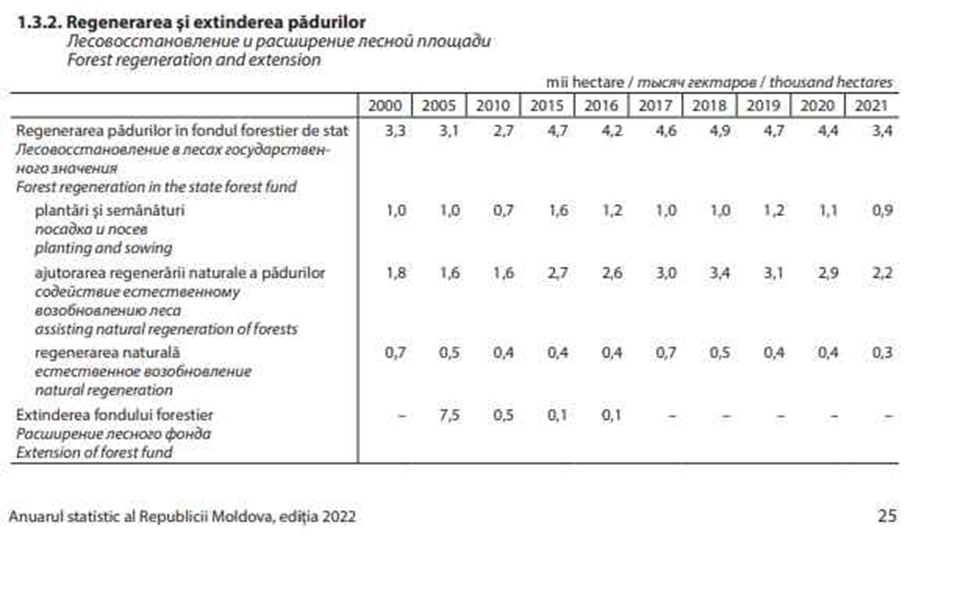 1.3.2. Regenerarea şi extinderea pădurilor
Лесовосстановление и расширение лесной площади
Forest regeneration and extension
mii hectare / тысяч гектаров / thousand hectares
2000 2005 2010 2015 2016 2017 2018 2019 2020 2021
Regenerarea pădurilor în fondul forestier de stat 3,3 3,1 2,7 4,7 4,2 4,6 4,9 4,7 4,4 3,4
Лесовосстановление в лесах государствен-
ного значения
Forest regeneration in the state forest fund
plantări şi semănături 1,0 1,0 0,7 1,6 1,2 1,0 1,0 1,2 1,1 0,9
посадка и посев
planting and sowing
ajutorarea regenerării naturale a pădurilor 1,8 1,6 1,6 2,7 2,6 3,0 3,4 3,1 2,9 2,2
содействие естественному
возобновлению леса
assisting natural regeneration of forests
regenerarea naturală 0,7 0,5 0,4 0,4 0,4 0,7 0,5 0,4 0,4 0,3
естественное возобновление
natural regeneration
Extinderea fondului forestier – 7,5 0,5 0,1 0,1 – – – – –
Расширение лесного фонда
Extension of forest fund
Anuarul statistic al Republicii Moldova, ediţia 2022 25